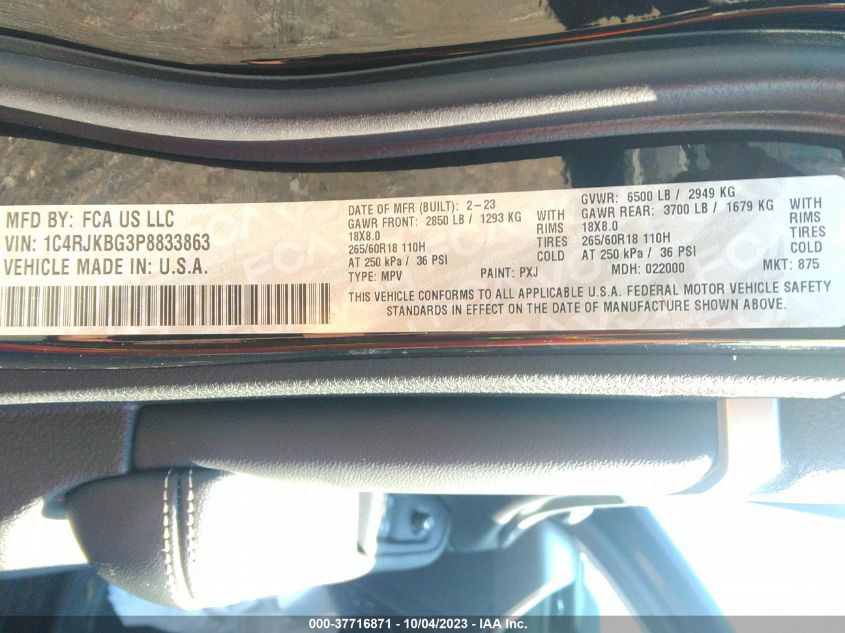 MFD BY: FCA US LLC
VIN: 1C4RJKBG3P8833863
VEHICLE MADE IN: U.S.A.
DATE OF MFR (BUILT): 2-23 GVWR: 6500 LB / 2949 KG
GAWR FRONT: 2850 LB / 1293 KG WITH GAWR REAR: 3700 LB / 1679 KG WITH
18X8.0 RIMS 18X8.0 RIMS
265/60R18 110H TIRES 265/60R18 110H TIRES
AT 250 kPa / 36 PSI COLD AT 250 kPa / 36 PSI COLD
TYPE: MPV PAINT: PXJ MDH: 022000 MKT: 875
THIS VEHICLE CONFORMS TO ALL APPLICABLE U.S.A. FEDERAL MOTOR VEHICLE SAFETY
STANDARDS IN EFFECT ON THE DATE OF MANUFACTURE SHOWN ABOVE.
000-37716871 - 10/04/2023 - IAA Inc.